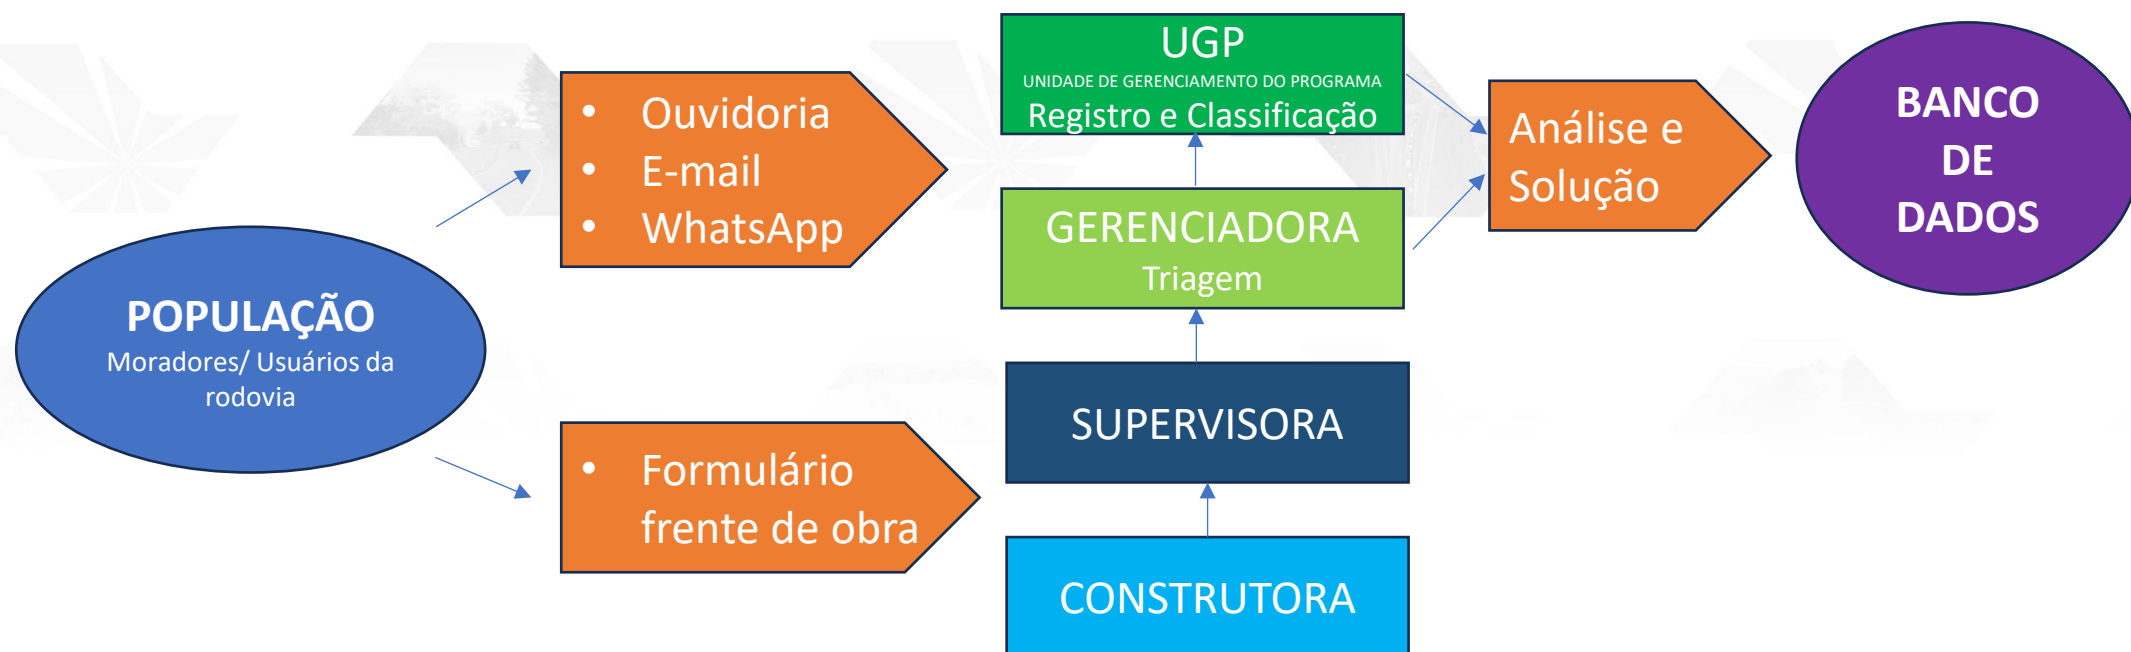 POPULAÇÃO
Moradores/ Usuários da
rodovia
• Ouvidoria
• E-mail
• WhatsApp
• Formulário
frente de obra
UGP
UNIDADE DE GERENCIAMENTO DO PROGRAMA
Registro e Classificação
GERENCIADORA
Triagem
SUPERVISORA
CONSTRUTORA
Análise e
Solução
BANCO
DE
DADOS